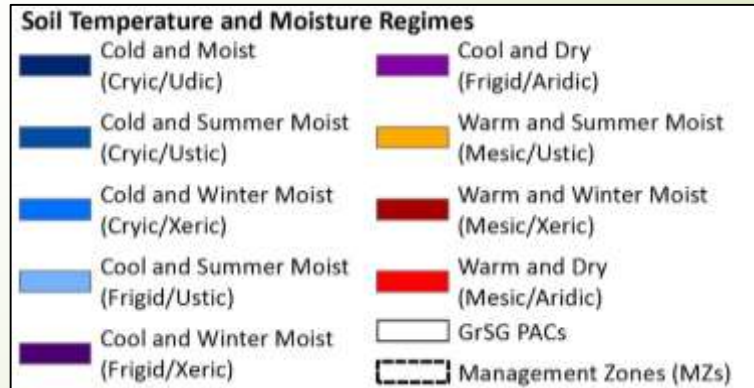 Soil Temperature and Moisture Regimes
Cold and Moist
(Cryic/Udic)
Cold and Summer Moist
(Cryic/Ustic)
Cold and Winter Moist
(Cryic/Xeric)
Cool and Summer Moist
(Frigid/Ustic)
Cool and Winter Moist
(Frigid/Xeric)
Cool and Dry
(Frigid/Aridic)
Warm and Summer Moist
(Mesic/Ustic)
Warm and Winter Moist
(Mesic/Xeric)
Warm and Dry
(Mesic/Aridic)
GrSG PACs
Management Zones (MZs)